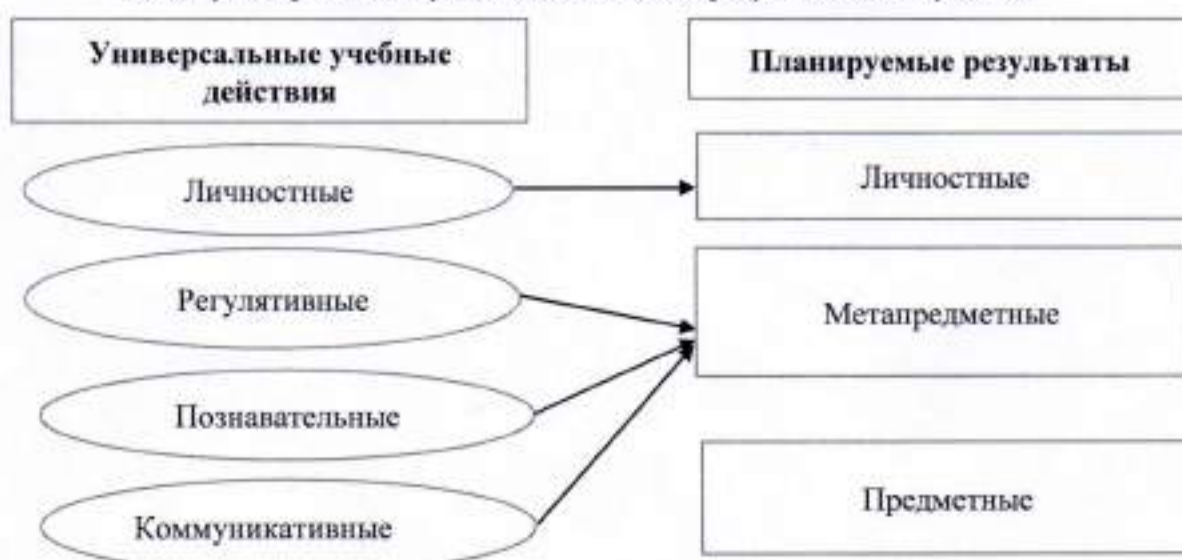 Универсальные учебные
действия
Планируемые результаты
Личностные
Личностные
Регулятивные
Метапредметные
Познавательные
Предметные
Коммуникативные